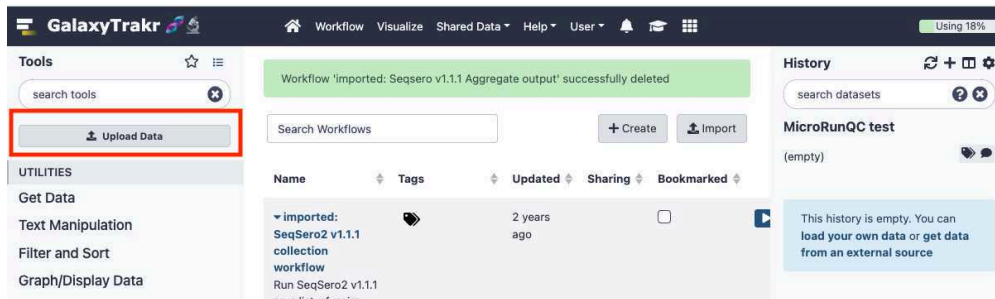 GalaxyTrakr
Workflow Visualize Shared Data Help User
Using 18%
Tools
search tools
Upload Data
UTILITIES
Get Data
Text Manipulation
Filter and Sort
Graph/Display Data
Workflow 'imported: Seqsero v1.1.1 Aggregate output' successfully deleted
Search Workflows
+ Create
Import
Name Tags Updated Sharing Bookmarked
imported:
SeqSero2 v1.1.1
collection
workflow
Run SeqSero2 v1.1.1
2 years
ago
History
search datasets
MicroRunQC test
(empty)
This history is empty. You can
load your own data or get data
from an external source